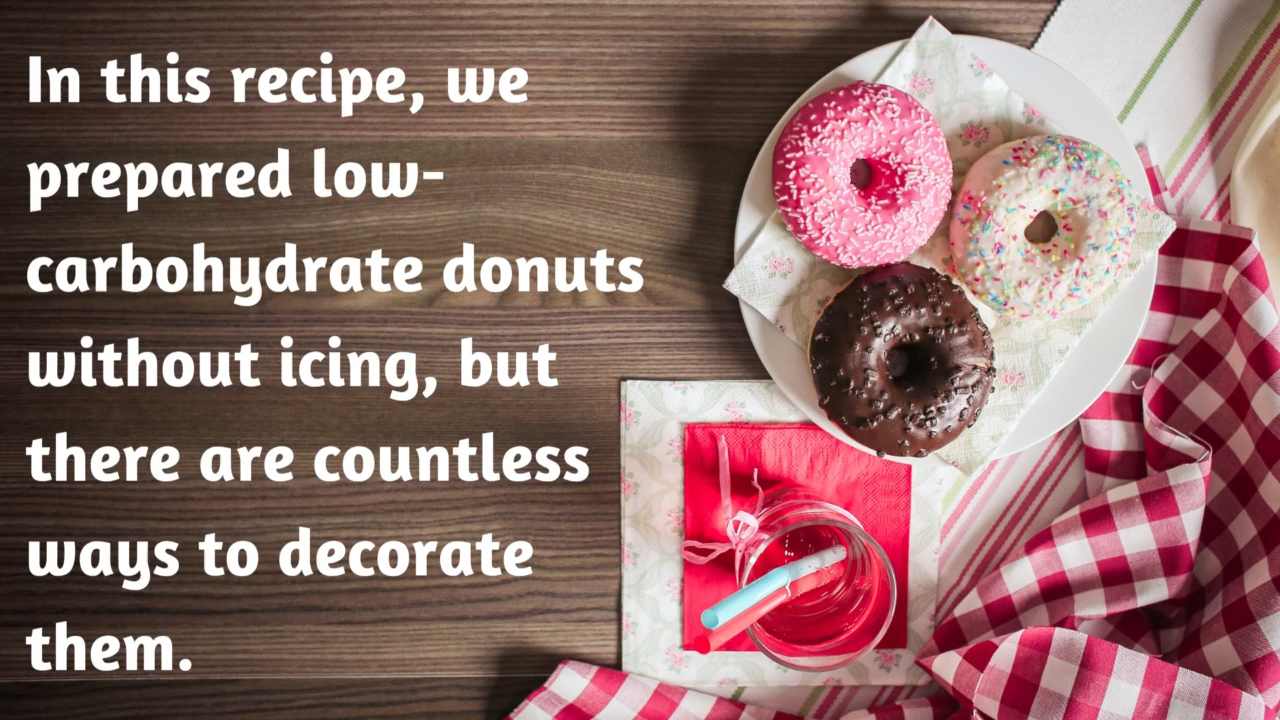 In this recipe, we
prepared low-
carbohydrate donuts
without icing, but
there are countless
ways to decorate
them.